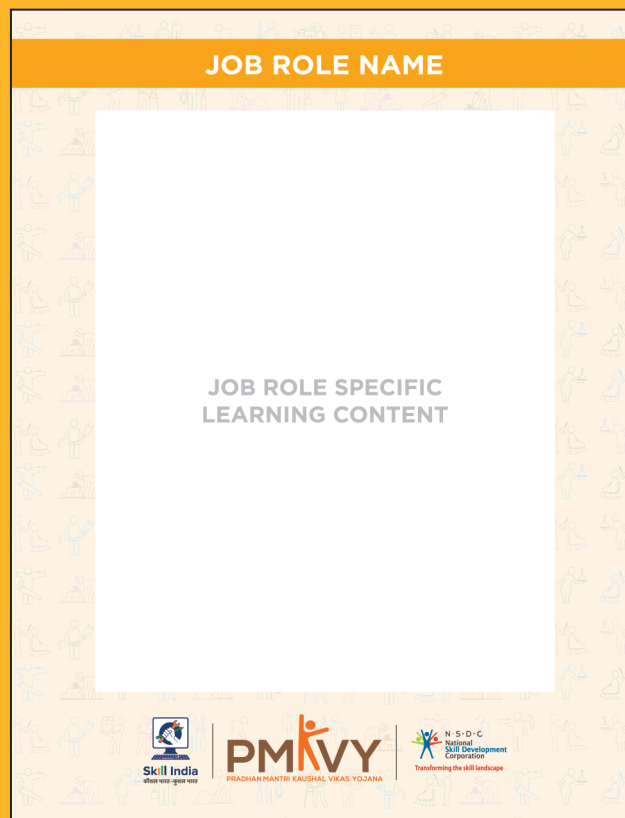 JOB ROLE NAME
JOB ROLE SPECIFIC
LEARNING CONTENT
Skill India
कौशल भारत - कुशल भारत
PMKVY
PRADHAN MANTRI KAUSHAL VIKAS YOJANA
N·S·D·C
National
Skill Development
Corporation
Transforming the skill landscape